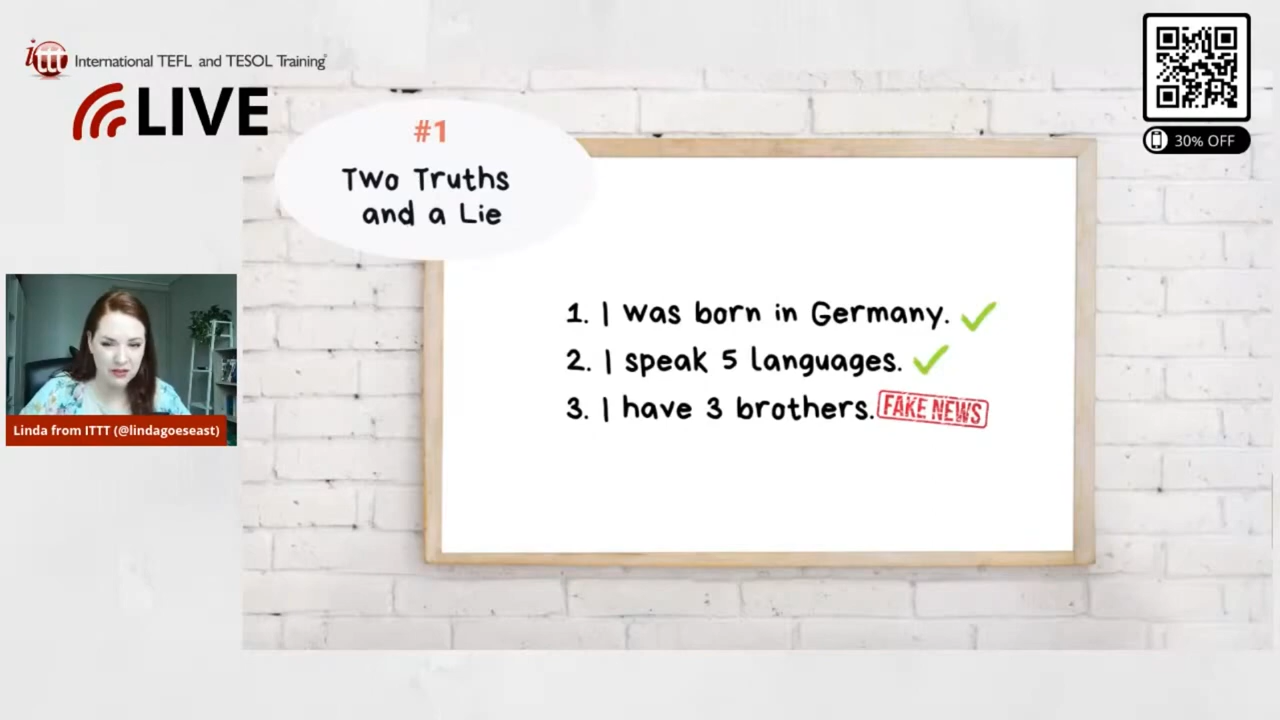 ittt International TEFL and TESOL Training
LIVE
30% OFF
#1
Two Truths
and a Lie
1. I was born in Germany.
2. I speak 5 languages.
3. I have 3 brothers. FAKE NEWS
Linda from ITTT (@lindagoeseast)